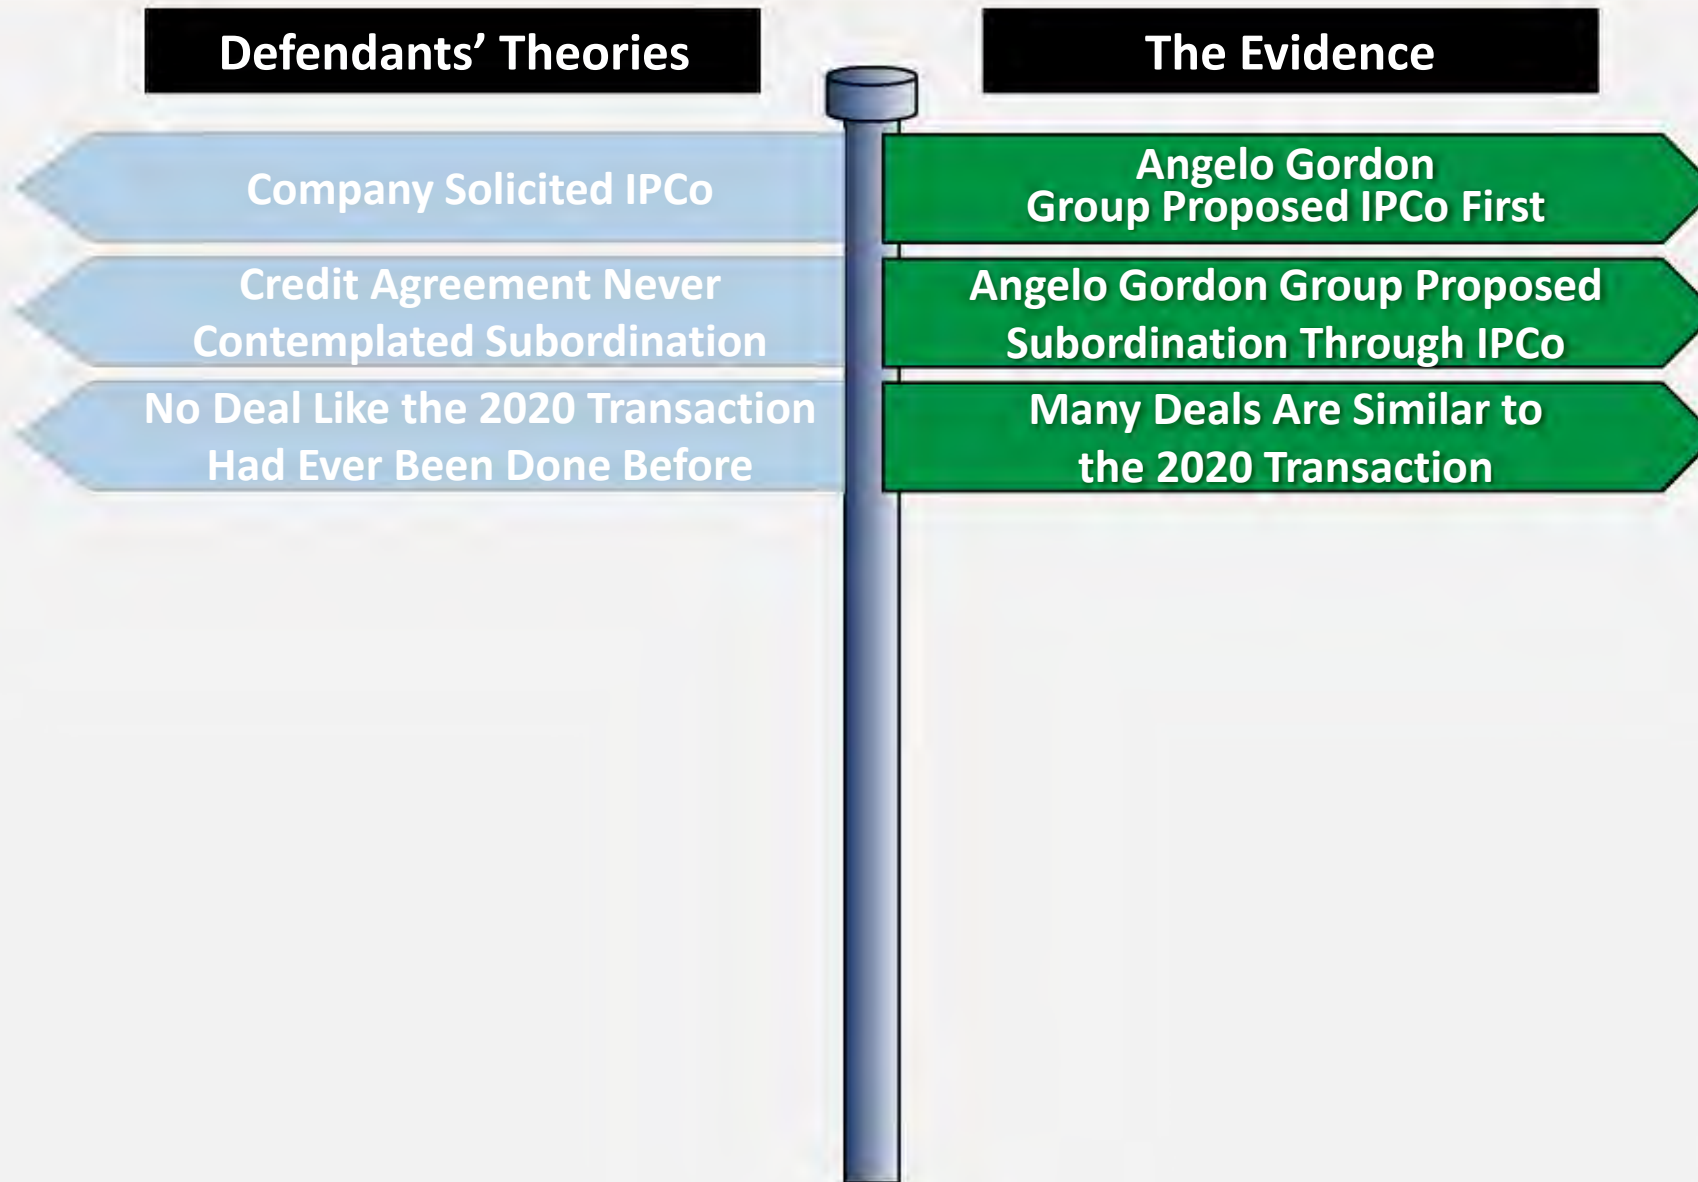 Defendants’ Theories
The Evidence
Company Solicited IPCo
Angelo Gordon
Group Proposed IPCo First
Credit Agreement Never
Contemplated Subordination
Angelo Gordon Group Proposed
Subordination Through IPCo
No Deal Like the 2020 Transaction
Had Ever Been Done Before
Many Deals Are Similar to
the 2020 Transaction